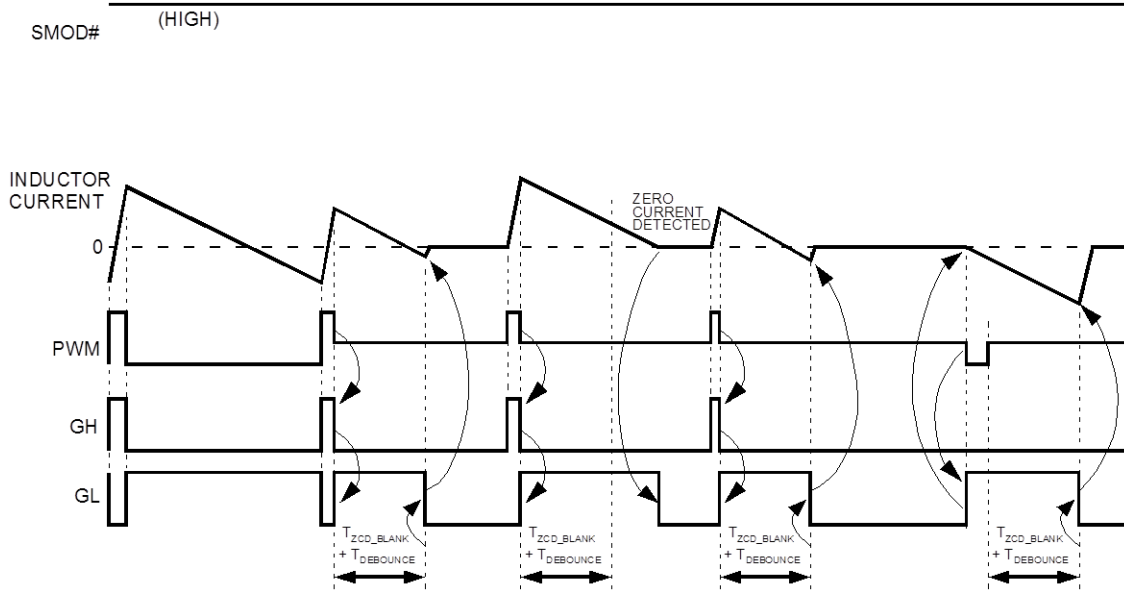 (HIGH)
SMOD#
INDUCTOR
CURRENT
0
ZERO
CURRENT
DETECTED
PWM
GH
GL
TZCD_BLANK
+ TDEBOUNCE
TZCD_BLANK
+ TDEBOUNCE
TZCD_BLANK
+ TDEBOUNCE
TZCD_BLANK
+ TDEBOUNCE